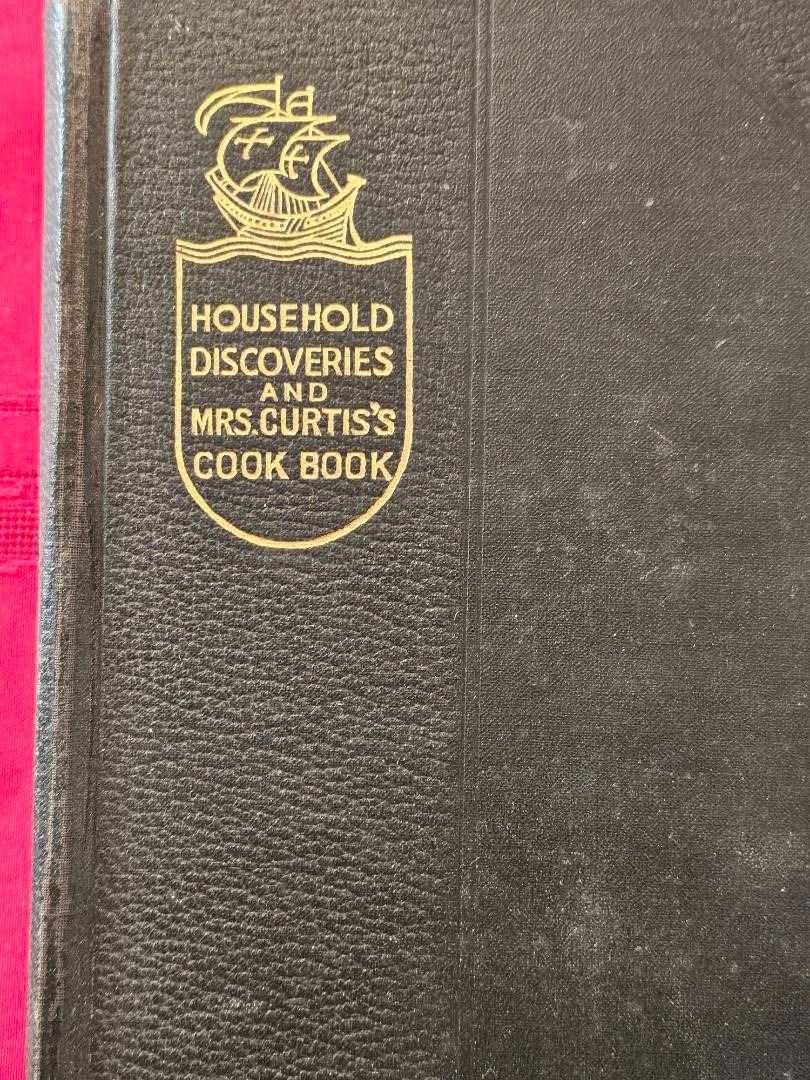 HOUSEHOLD
DISCOVERIES
AND
MRS. CURTIS'S
COOK BOOK